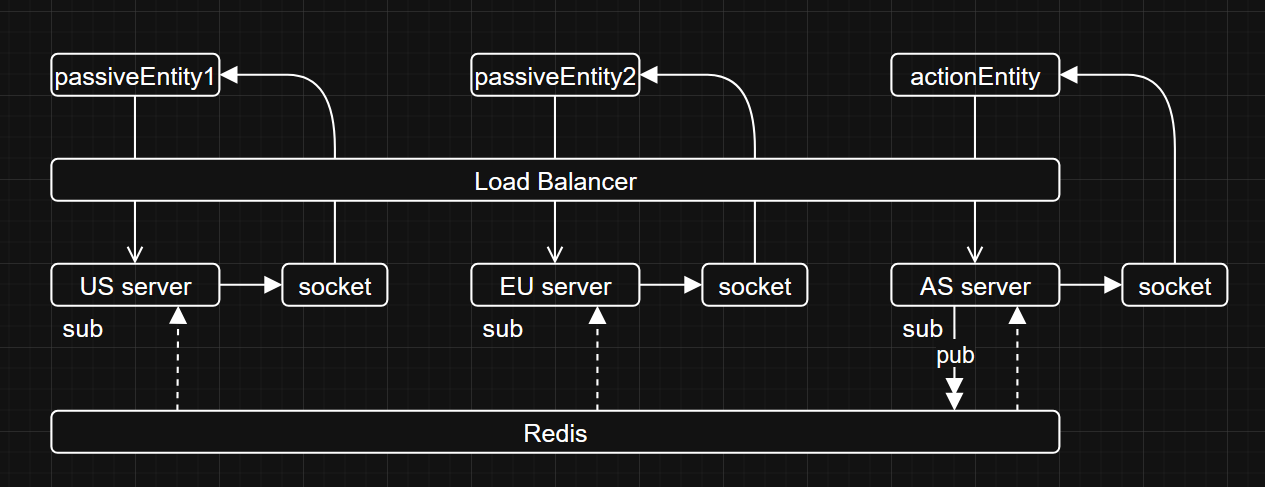 passiveEntity1
passiveEntity2
actionEntity
Load Balancer
US server
socket
EU server
socket
AS server
socket
sub
sub
sub
pub
Redis